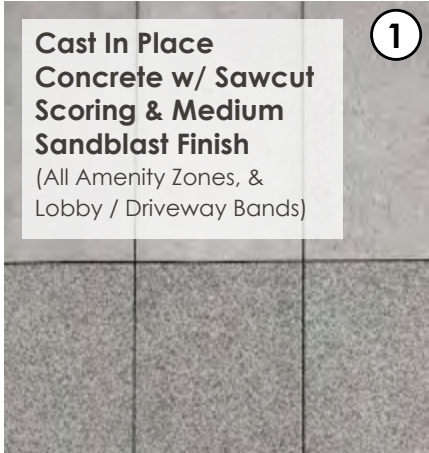 Cast In Place
Concrete w/ Sawcut
Scoring & Medium
Sandblast Finish
(All Amenity Zones, &
Lobby / Driveway Bands)
1